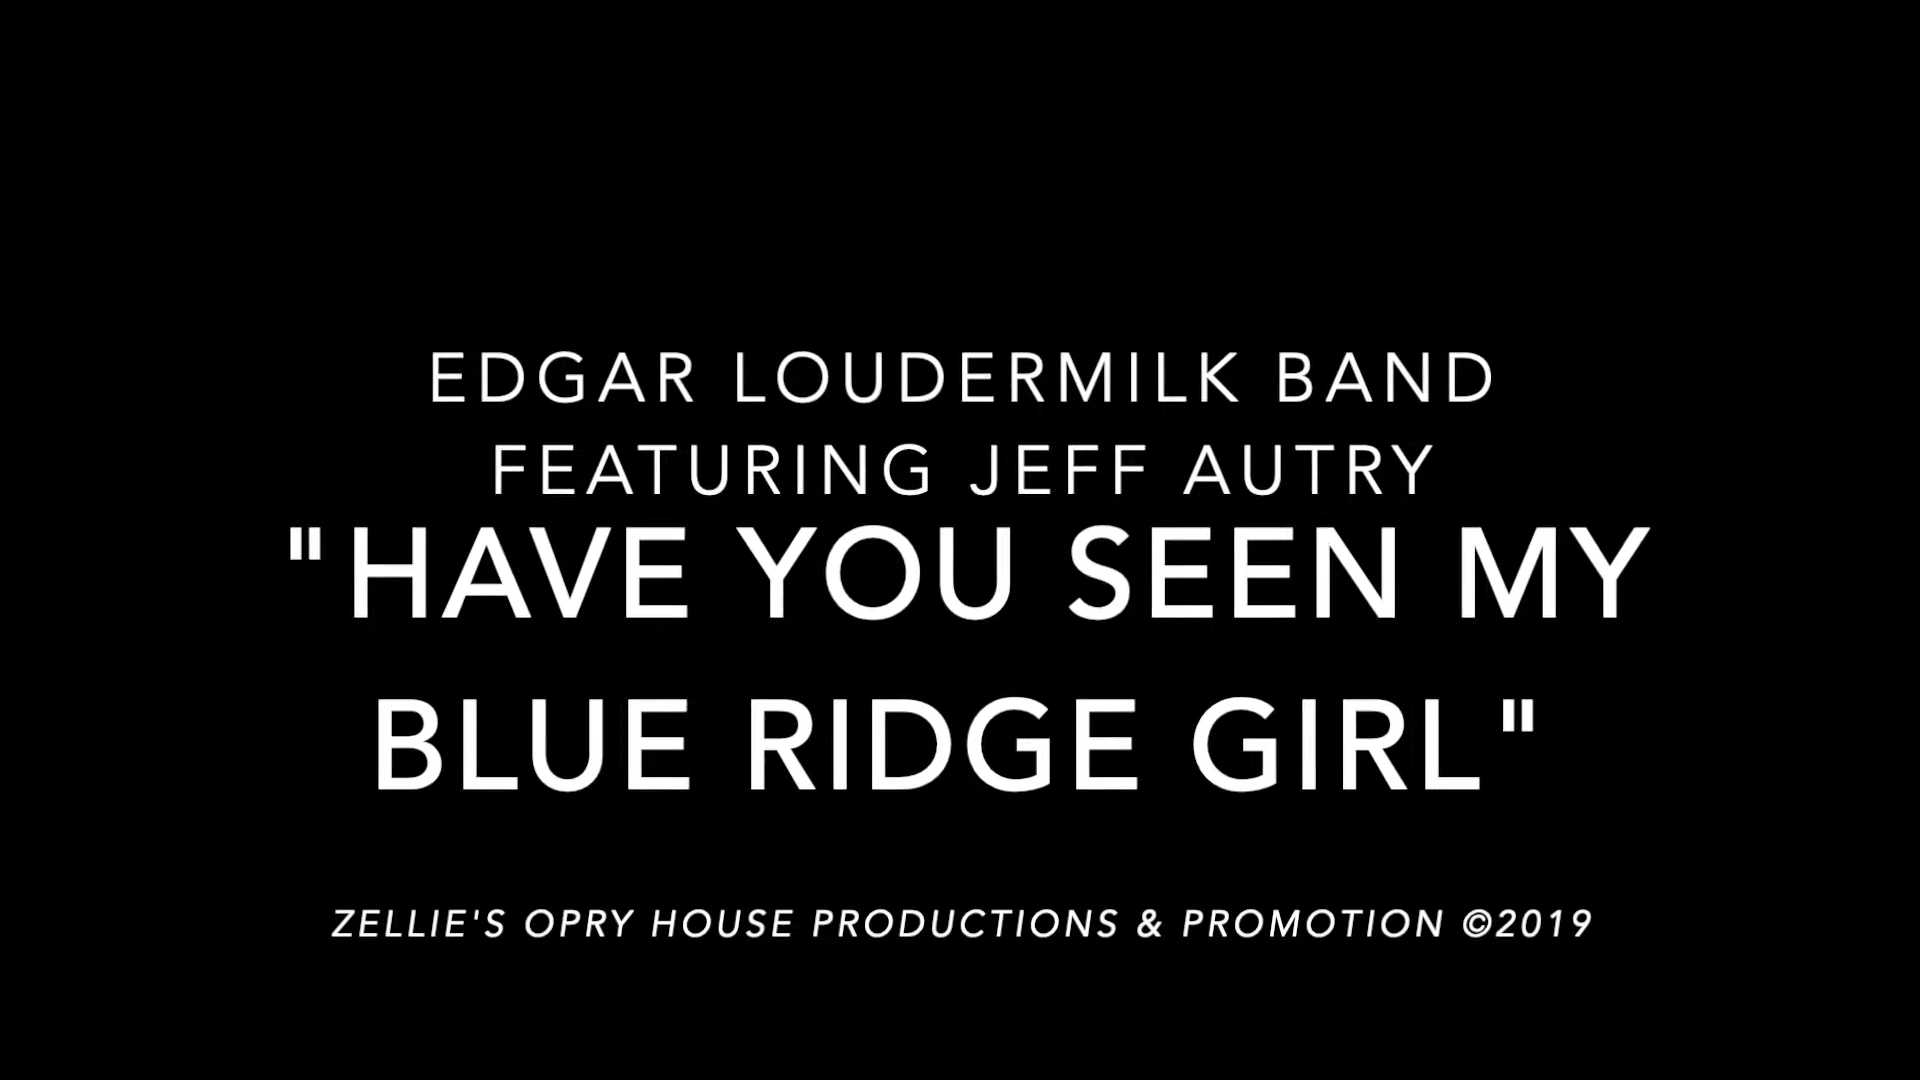 EDGAR LOUDERMILK BAND
FEATURING JEFF AUTRY
"HAVE YOU SEEN MY
BLUE RIDGE GIRL"
ZELLIE'S OPRY HOUSE PRODUCTIONS & PROMOTION ©2019